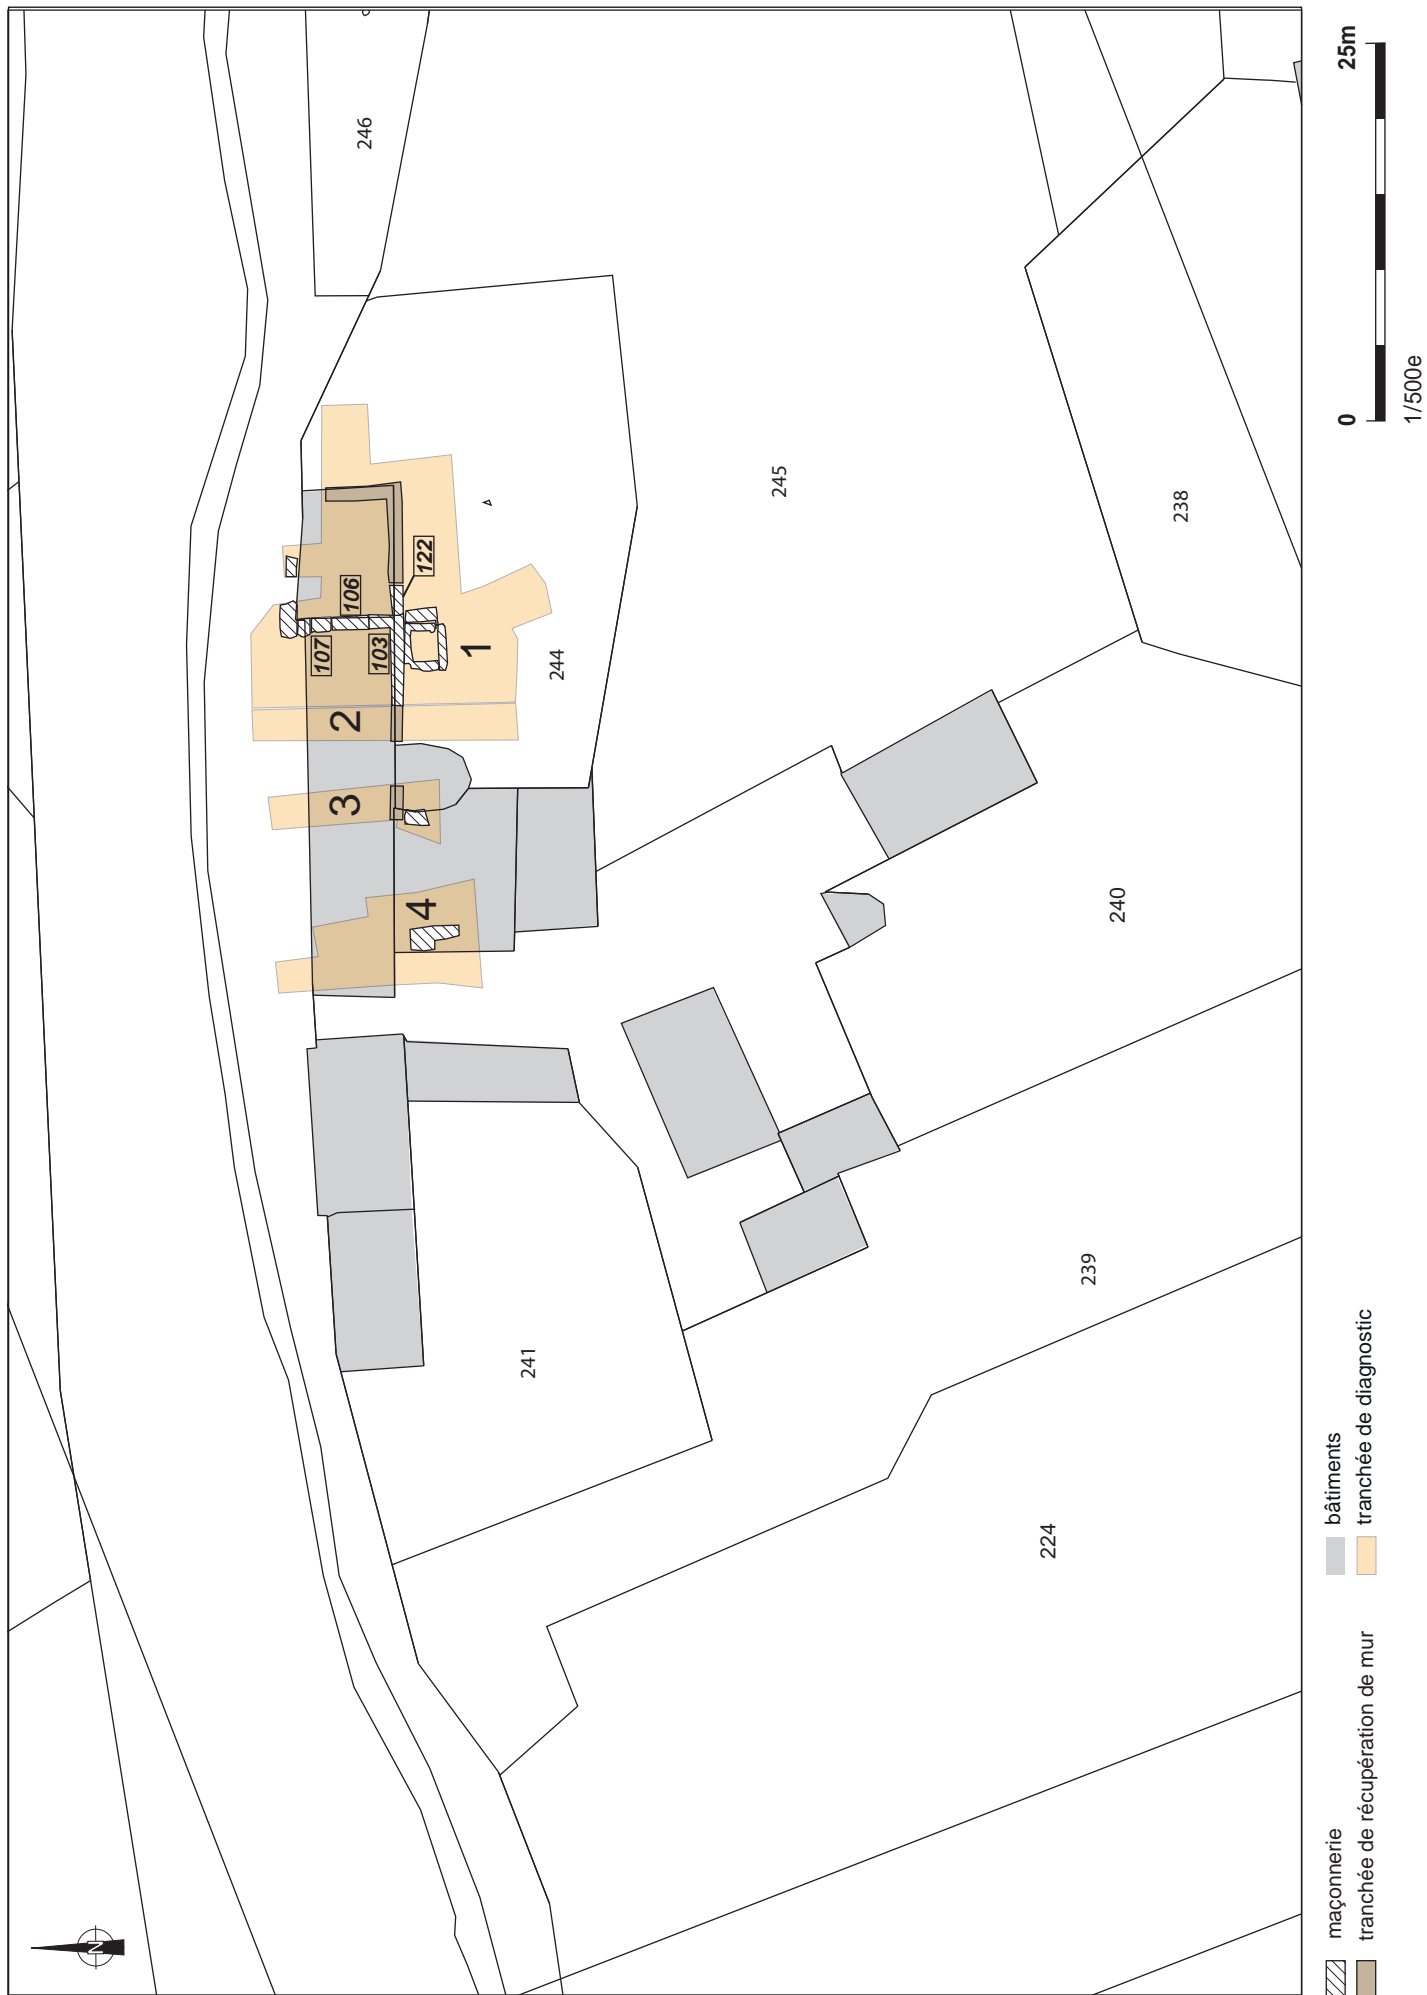 246
245
238
244
122
106
107
103
1
2
3
4
240
239
241
224
N
0
25m
1/500e
maçonnerie
tranchée de récupération de mur
bâtiments
tranchée de diagnostic